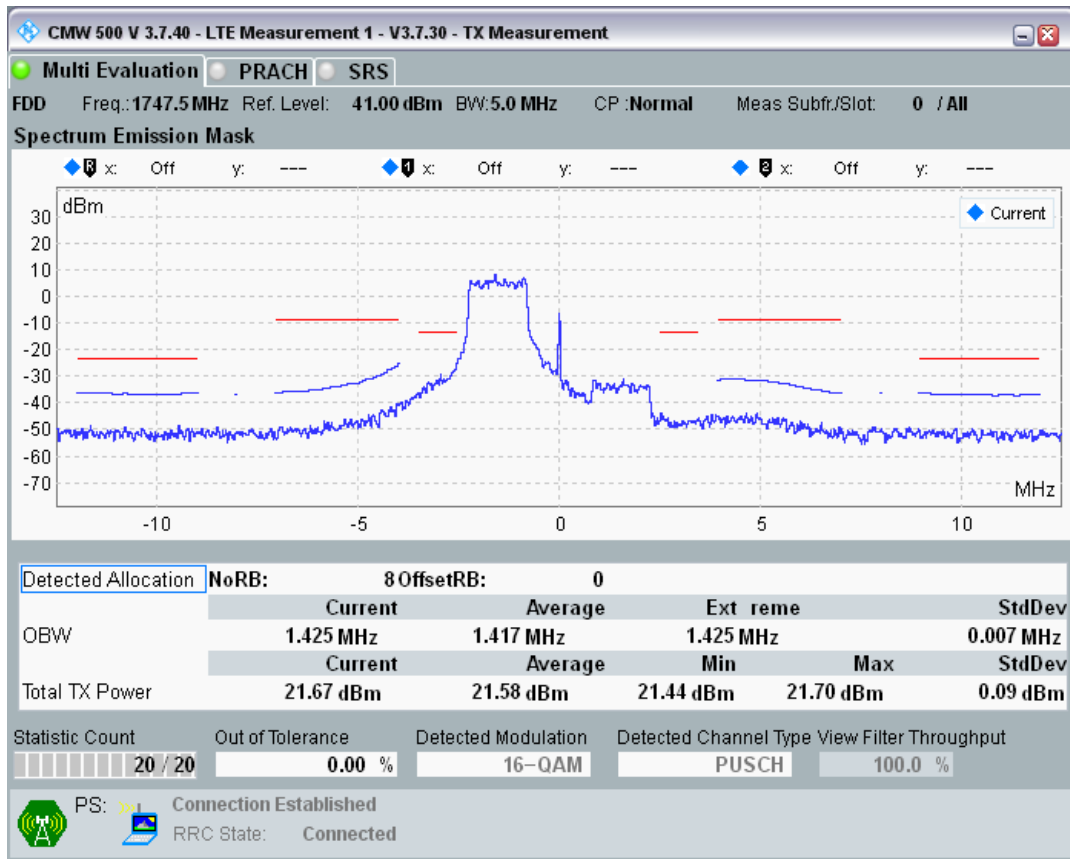 CMW 500 V 3.7.40 - LTE Measurement 1 - V3.7.30 - TX Measurement
Multi Evaluation PRACH SRS
FDD Freq.: 1747.5 MHz Ref. Level: 41.00 dBm BW: 5.0 MHz CP : Normal Meas Subfr./Slot: 0 / All
Spectrum Emission Mask
R x: Off y: --- 1 x: Off y: --- 2 x: Off y: ---
dBm
Current
30
20
10
0
-10
-20
-30
-40
-50
-60
-70
MHz
-10 -5 0 5 10
Detected Allocation NoRB: 8 OffsetRB: 0
Current Average Ext reme StdDev
OBW 1.425 MHz 1.417 MHz 1.425 MHz 0.007 MHz
Current Average Min Max StdDev
Total TX Power 21.67 dBm 21.58 dBm 21.44 dBm 21.70 dBm 0.09 dBm
Statistic Count Out of Tolerance Detected Modulation Detected Channel Type View Filter Throughput
20 / 20 0.00 % 16-QAM PUSCH 100.0 %
PS: Connection Established
RRC State: Connected